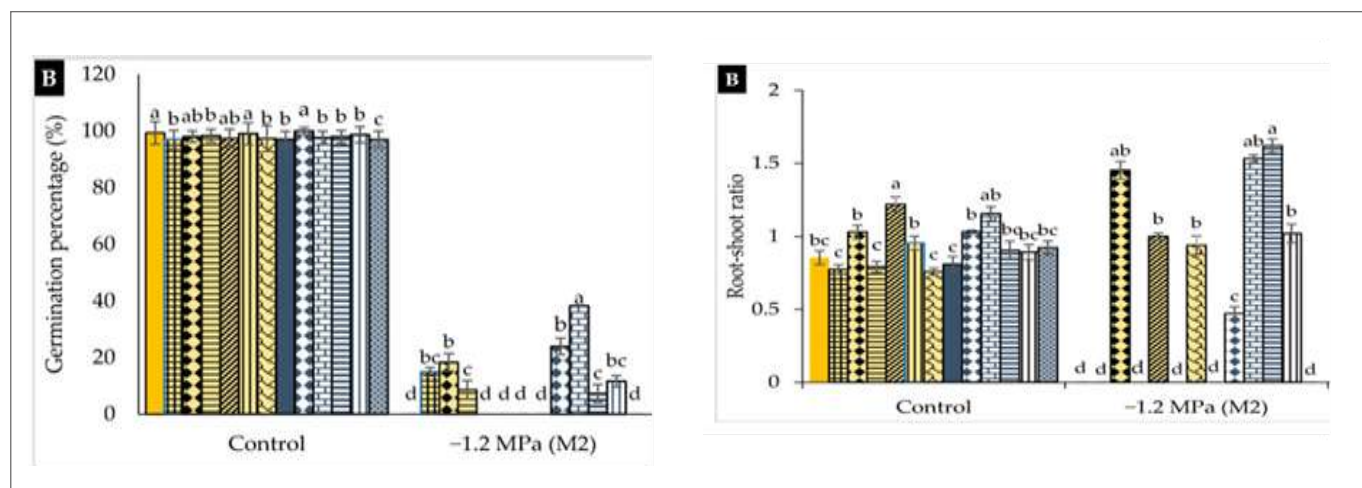 B
120
100
80
60
40
20
0
Germination percentage (%)
a b ab b ab a b b a b b b c
d bc b c d d d d b a c bc d
Control
−1.2 MPa (M2)
B
2
1.5
1
0.5
0
Root-shoot ratio
bc c b c a b c c b ab bq bc bc
d d ab d b d b d c ab a b d
Control
−1.2 MPa (M2)